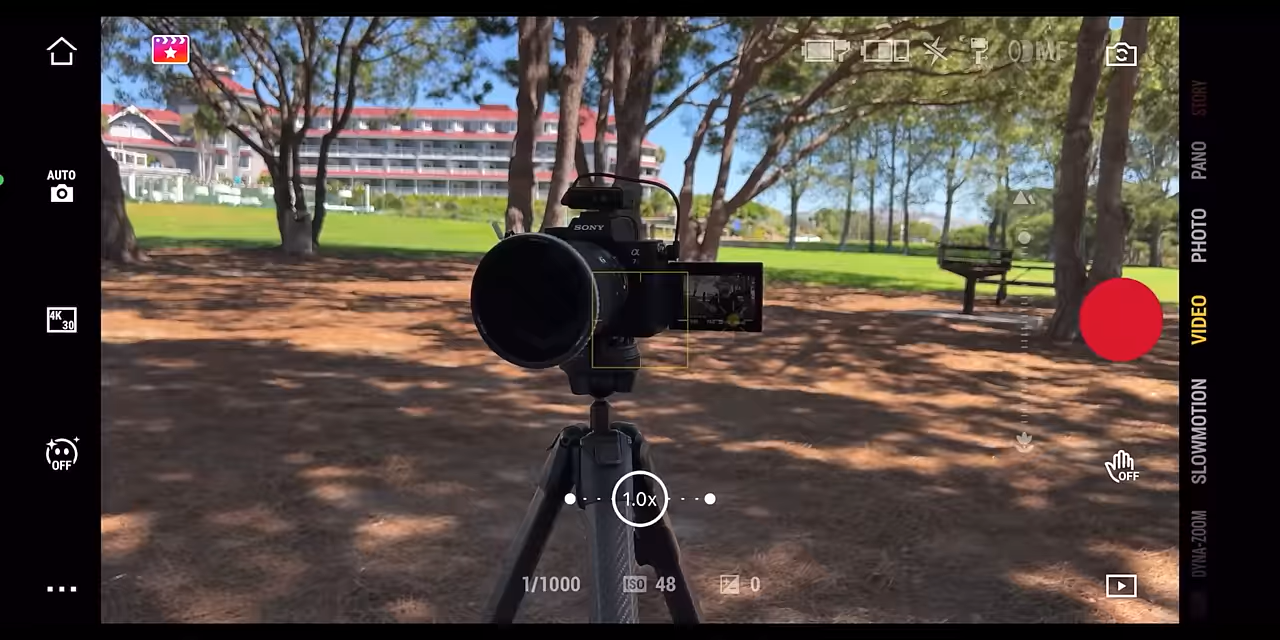 AUTO
4K
30
OFF
SONY
α
G
1.0x
1/1000
ISO 48
0
MF
OFF
STORY
PANO
PHOTO
VIDEO
SLOWMOTION
DYNA-ZOOM